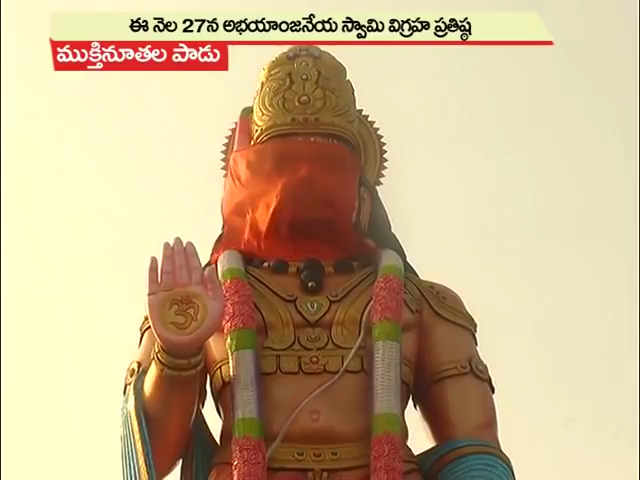 ఈ నెల 27న అభయాంజనేయ స్వామి విగ్రహ ప్రతిష్ఠ
ముక్తినూతల పాడు
ॐ